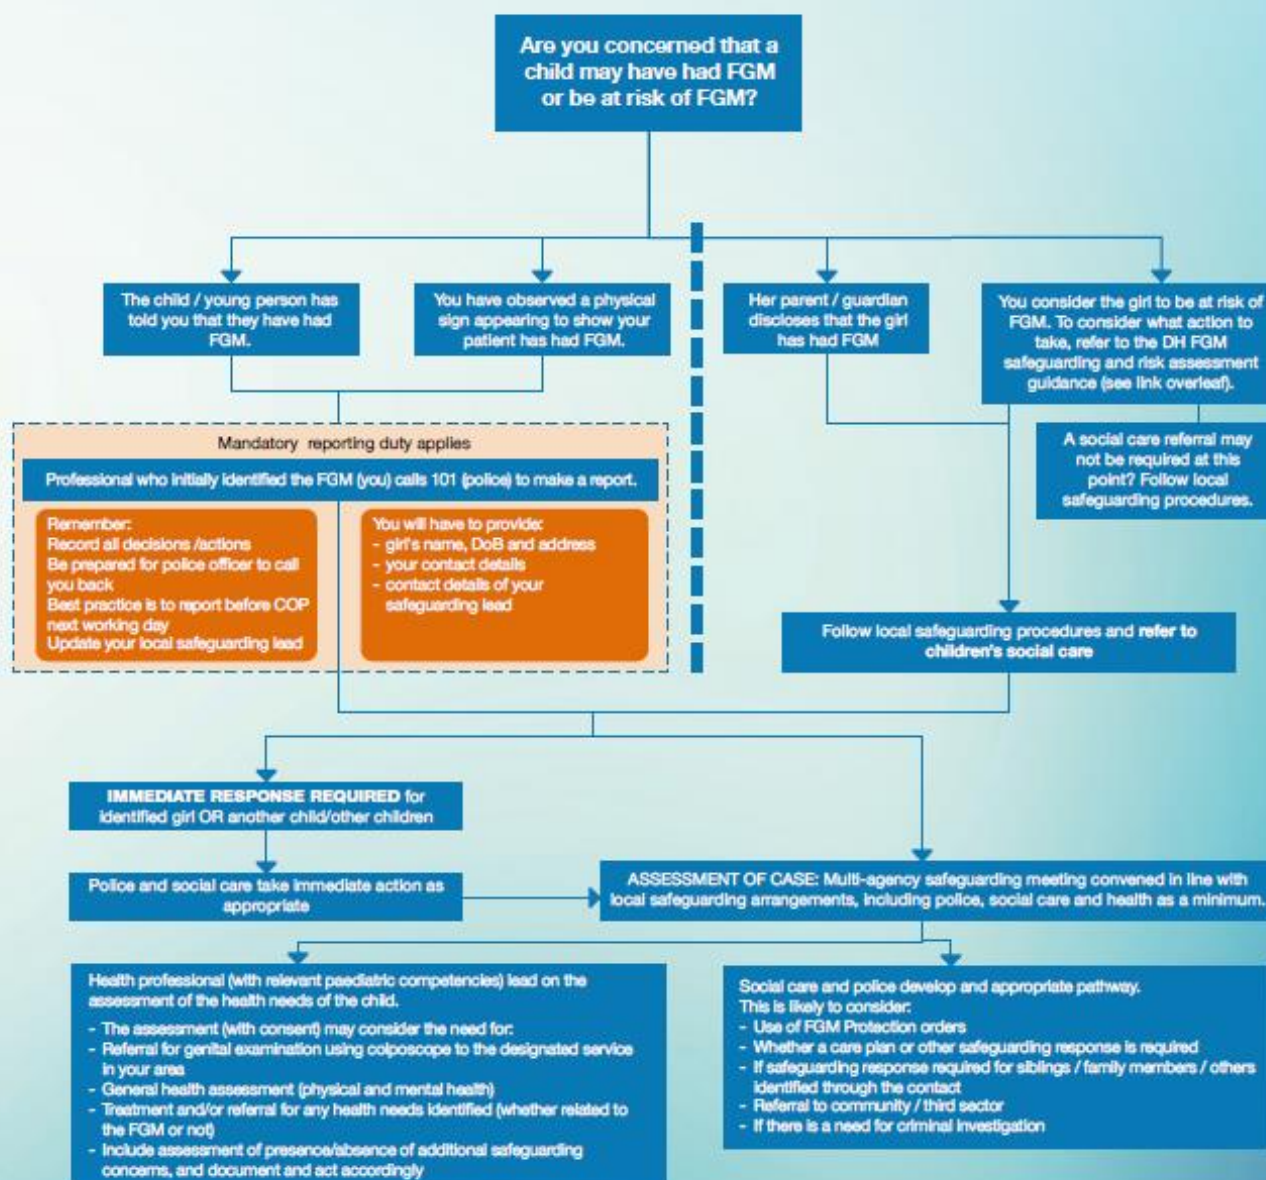 Are you concerned that a
child may have had FGM
or be at risk of FGM?
The child / young person has
told you that they have had
FGM.
You have observed a physical
sign appearing to show your
patient has had FGM.
Her parent / guardian
discloses that the girl
has had FGM
You consider the girl to be at risk of
FGM. To consider what action to
take, refer to the DH FGM
safeguarding and risk assessment
guidance (see link overleaf).
Mandatory reporting duty applies
Professional who initially identified the FGM (you) calls 101 (police) to make a report.
Remember:
Record all decisions /actions
Be prepared for police officer to call
you back
Best practice is to report before COP
next working day
Update your local safeguarding lead
You will have to provide:
- girl's name, DoB and address
- your contact details
- contact details of your
safeguarding lead
A social care referral may
not be required at this
point? Follow local
safeguarding procedures.
Follow local safeguarding procedures and refer to
children's social care
IMMEDIATE RESPONSE REQUIRED for
identified girl OR another child/other children
Police and social care take immediate action as
appropriate
ASSESSMENT OF CASE: Multi-agency safeguarding meeting convened in line with
local safeguarding arrangements, including police, social care and health as a minimum.
Health professional (with relevant paediatric competencies) lead on the
assessment of the health needs of the child.
- The assessment (with consent) may consider the need for:
- Referral for genital examination using colposcope to the designated service
in your area
- General health assessment (physical and mental health)
- Treatment and/or referral for any health needs identified (whether related to
the FGM or not)
- Include assessment of presence/absence of additional safeguarding
concerns, and document and act accordingly
Social care and police develop and appropriate pathway.
This is likely to consider:
- Use of FGM Protection orders
- Whether a care plan or other safeguarding response is required
- If safeguarding response required for siblings / family members / others
identified through the contact
- Referral to community / third sector
- If there is a need for criminal investigation